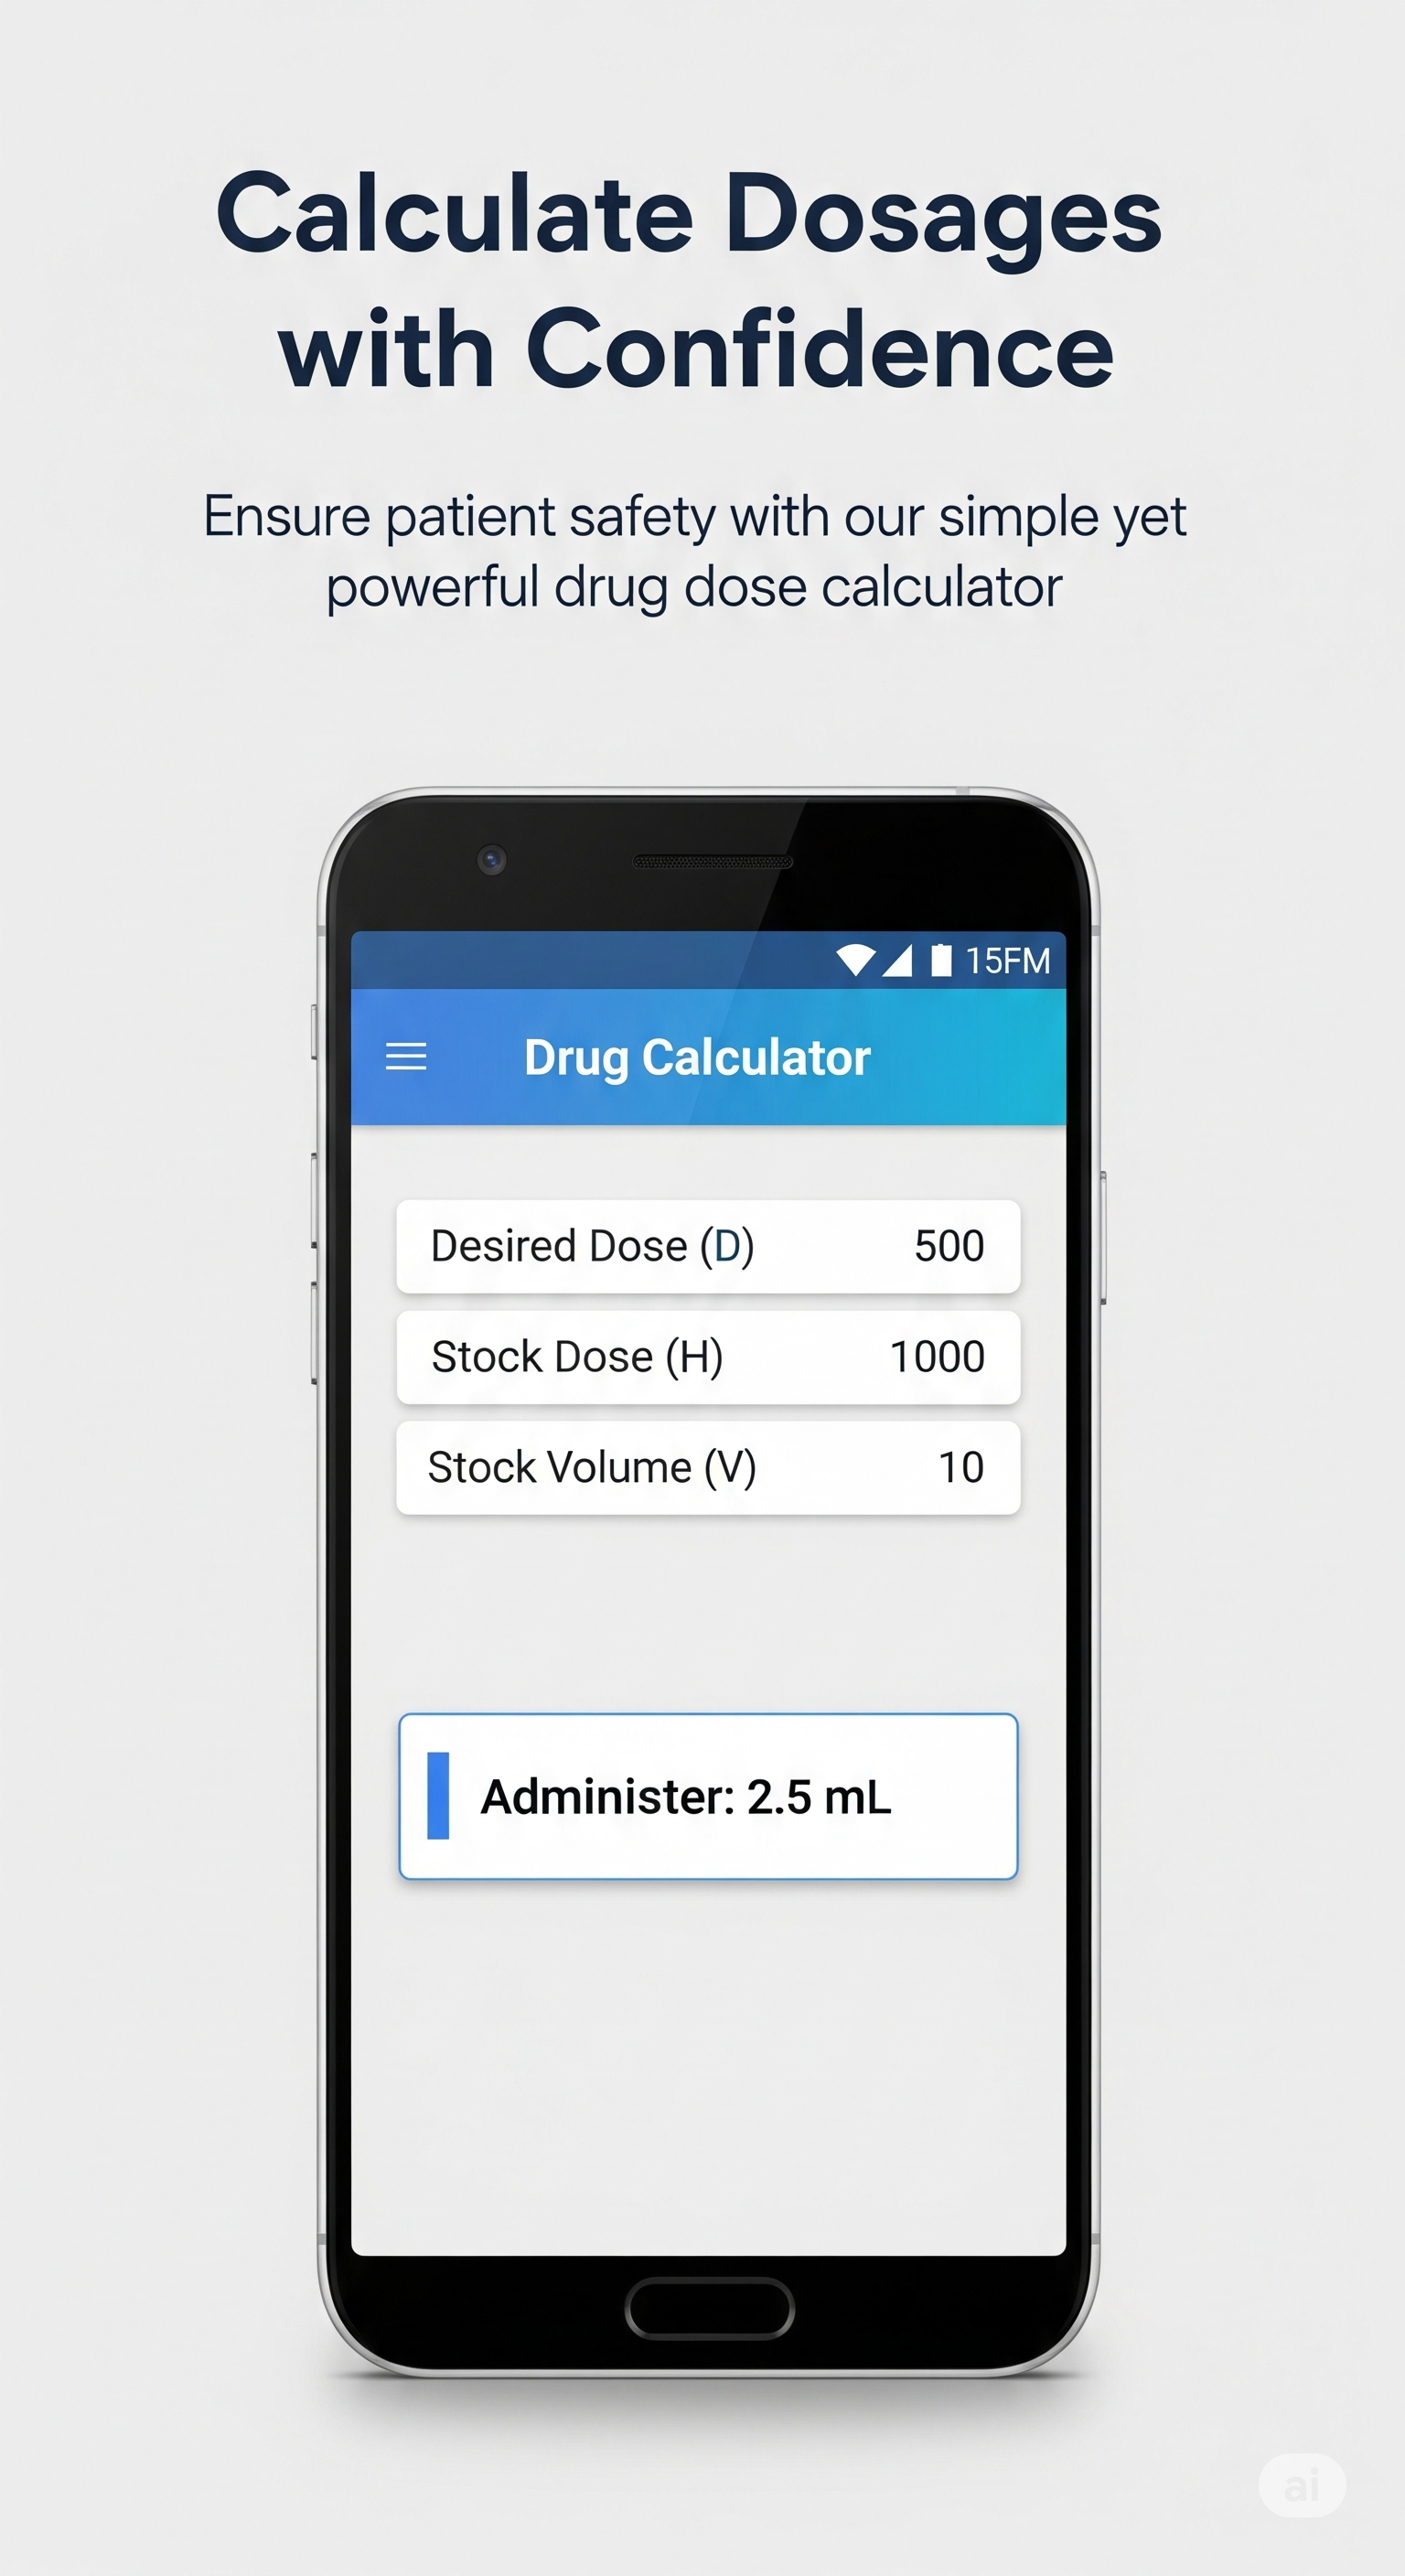 Calculate Dosages
with Confidence
Ensure patient safety with our simple yet
powerful drug dose calculator
15FM
Drug Calculator
Desired Dose (D) 500
Stock Dose (H) 1000
Stock Volume (V) 10
Administer: 2.5 mL
ai